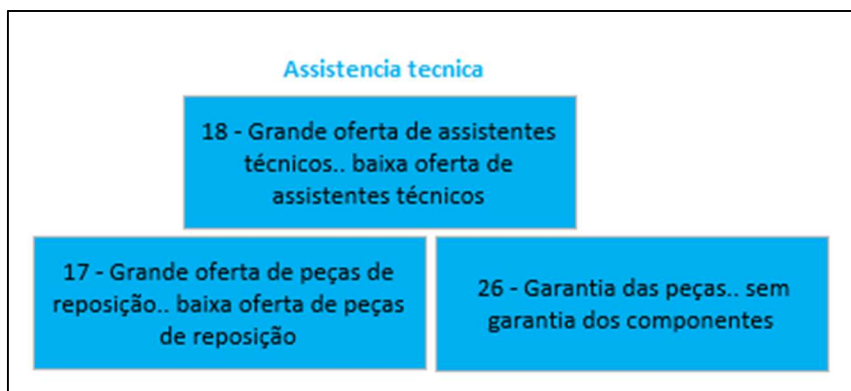 Assistencia tecnica
18 - Grande oferta de assistentes
técnicos.. baixa oferta de
assistentes técnicos
17 - Grande oferta de peças de
reposição.. baixa oferta de peças
de reposição
26 - Garantia das peças.. sem
garantia dos componentes